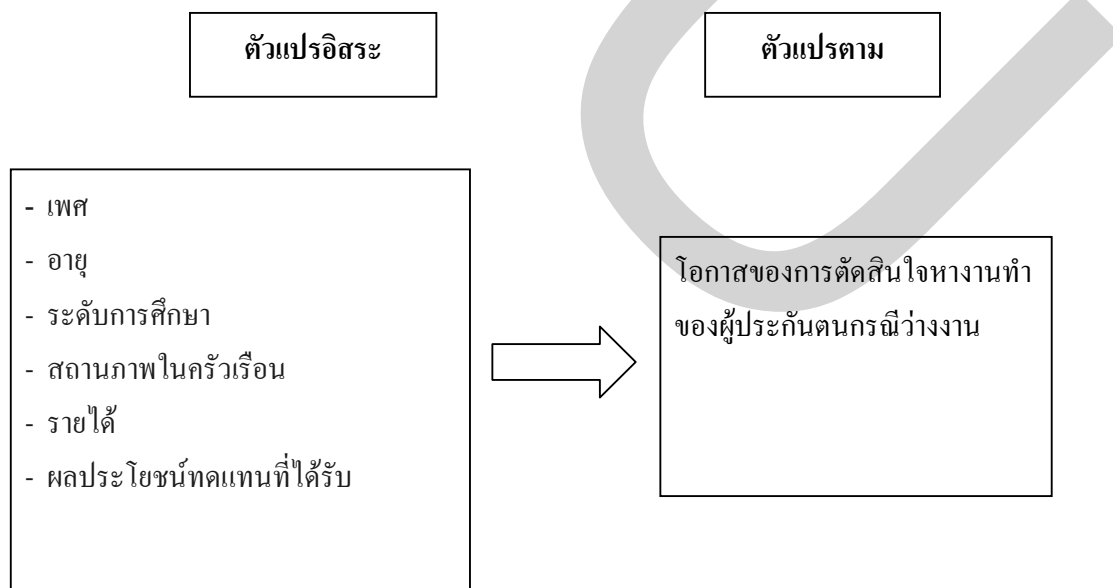 ตัวแปรอิสระ
ตัวแปรตาม
- เพศ
- อายุ
- ระดับการศึกษา
- สถานภาพในครัวเรือน
- รายได้
- ผลประโยชน์ทดแทนที่ได้รับ
โอกาสของการตัดสินใจหางานทำ
ของผู้ประกันตนกรณีว่างงาน